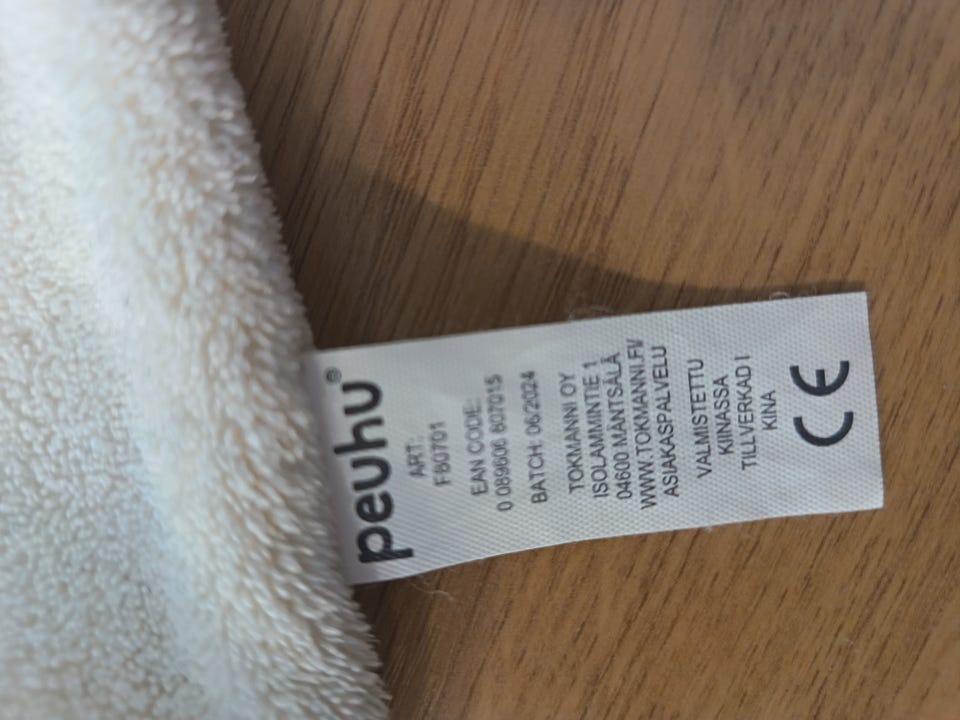 peuhu®
ART:
FB0701
EAN CODE:
0 089606 607015
BATCH: 06/2024
TOKMANNI OY
ISOLAMMINTIE 1
04600 MÄNTSÄLÄ
WWW.TOKMANNI.FI/
ASIAKASPALVELU
VALMISTETTU
KIINASSA
TILLVERKAD I
KINA
CE